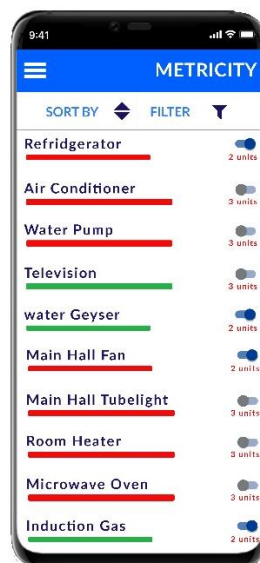 9:41
METRICITY
SORT BY FILTER
Refridgerator
2 units
Air Conditioner
3 units
Water Pump
3 units
Television
3 units
water Geyser
2 units
Main Hall Fan
2 units
Main Hall Tubelight
3 units
Room Heater
3 units
Microwave Oven
3 units
Induction Gas
2 units